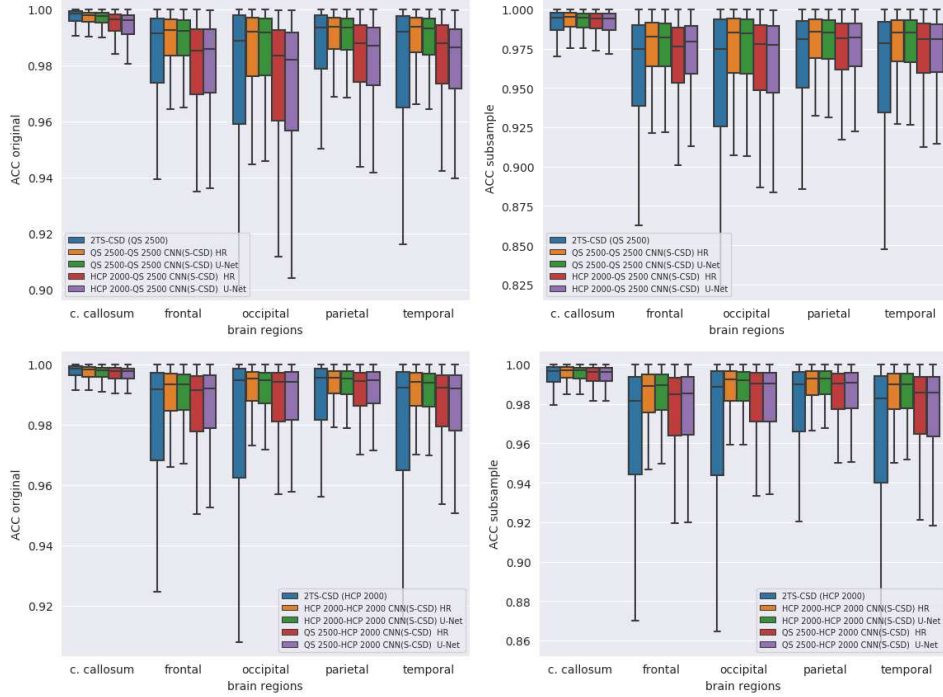 1.00
0.98
0.96
0.94
0.92
0.90
ACC original
2TS-CSD (QS 2500)
QS 2500-QS 2500 CNN(S-CSD) HR
QS 2500-QS 2500 CNN(S-CSD) U-Net
HCP 2000-QS 2500 CNN(S-CSD)  HR
HCP 2000-QS 2500 CNN(S-CSD)  U-Net
c. callosum frontal occipital parietal temporal
brain regions
1.000
0.975
0.950
0.925
0.900
0.875
0.850
0.825
ACC subsample
2TS-CSD (QS 2500)
QS 2500-QS 2500 CNN(S-CSD) HR
QS 2500-QS 2500 CNN(S-CSD) U-Net
HCP 2000-QS 2500 CNN(S-CSD)  HR
HCP 2000-QS 2500 CNN(S-CSD)  U-Net
c. callosum frontal occipital parietal temporal
brain regions
1.00
0.98
0.96
0.94
0.92
ACC original
2TS-CSD (HCP 2000)
HCP 2000-HCP 2000 CNN(S-CSD) HR
HCP 2000-HCP 2000 CNN(S-CSD) U-Net
QS 2500-HCP 2000 CNN(S-CSD)  HR
QS 2500-HCP 2000 CNN(S-CSD)  U-Net
c. callosum frontal occipital parietal temporal
brain regions
1.00
0.98
0.96
0.94
0.92
0.90
0.88
0.86
ACC subsample
2TS-CSD (HCP 2000)
HCP 2000-HCP 2000 CNN(S-CSD) HR
HCP 2000-HCP 2000 CNN(S-CSD) U-Net
QS 2500-HCP 2000 CNN(S-CSD)  HR
QS 2500-HCP 2000 CNN(S-CSD)  U-Net
c. callosum frontal occipital parietal temporal
brain regions